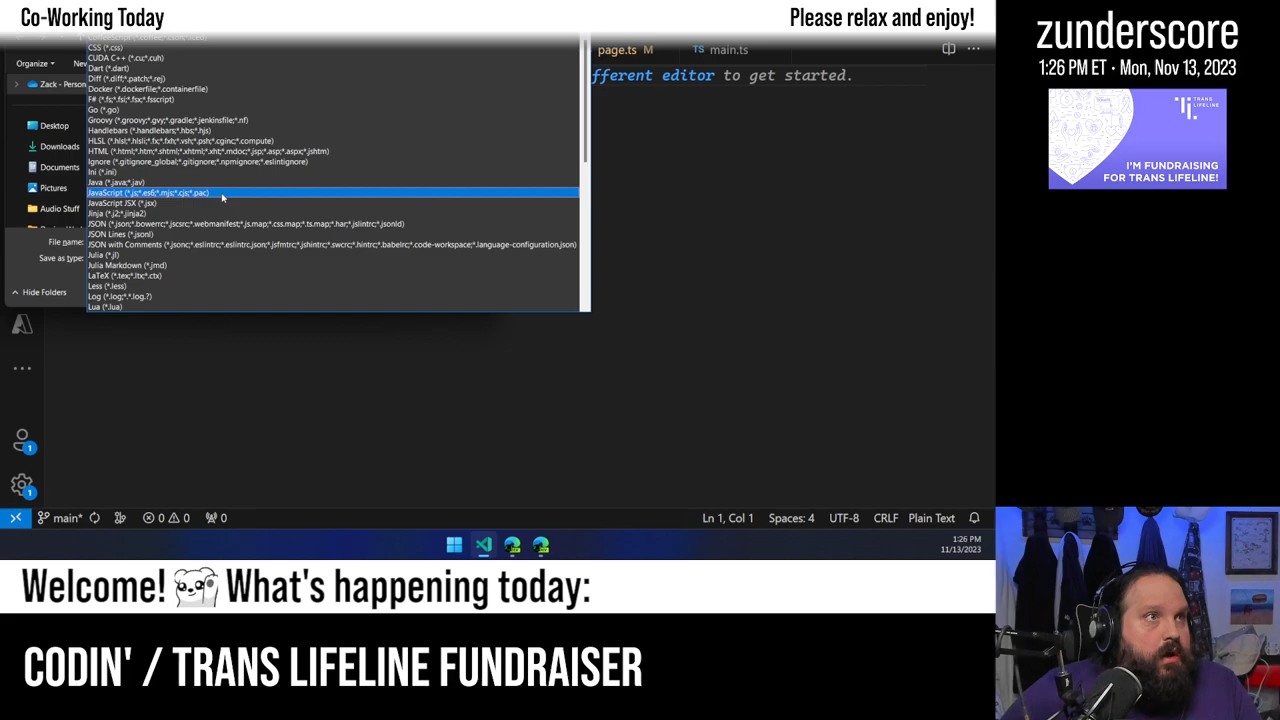 Co-Working Today
Please relax and enjoy!
zunderscore
1:26 PM ET · Mon, Nov 13, 2023
TRANS
LIFELINE
I'M FUNDRAISING
FOR TRANS LIFELINE!
page.ts M
TS main.ts
fferent editor to get started.
Organize
Zack - Person
Desktop
Downloads
Documents
Pictures
Audio Stuff
File name:
Save as type:
Hide Folders
CSS (*.css)
CUDA C++ (*.cu;*.cuh)
Dart (*.dart)
Diff (*.diff;*.patch;*.rej)
Docker (*.dockerfile;*.containerfile)
F# (*.fs;*.fsi;*.fsx;*.fsscript)
Go (*.go)
Groovy (*.groovy;*.gvy;*.gradle;*.jenkinsfile;*.nf)
Handlebars (*.handlebars;*.hbs;*.hjs)
HLSL (*.hlsl;*.hlsli;*.fx;*.fxh;*.vsh;*.psh;*.cginc;*.compute)
HTML (*.html;*.htm;*.shtml;*.xhtml;*.xht;*.mdoc;*.jsp;*.asp;*.aspx;*.jshtm)
Ignore (*.gitignore_global;*.gitignore;*.npmignore;*.eslintignore)
Ini (*.ini)
Java (*.java;*.jav)
JavaScript (*.js;*.es6;*.mjs;*.cjs;*.pac)
JavaScript JSX (*.jsx)
Jinja (*.j2;*.jinja2)
JSON (*.json;*.bowerrc;*.jscsrc;*.webmanifest;*.js.map;*.css.map;*.ts.map;*.har;*.jslintrc;*.jsonld)
JSON Lines (*.jsonl)
JSON with Comments (*.jsonc;*.eslintrc;*.eslintrc.json;*.jsfmtrc;*.jshintrc;*.swcrc;*.hintrc;*.babelrc;*.code-workspace;*.language-configuration.json)
Julia (*.jl)
Julia Markdown (*.jmd)
LaTeX (*.tex;*.ltx;*.ctx)
Less (*.less)
Log (*.log;*.*.log.?)
Lua (*.lua)
1
1
main* 0 0 0
Ln 1, Col 1 Spaces: 4 UTF-8 CRLF Plain Text
1:26 PM
11/13/2023
Welcome! What's happening today:
CODIN' / TRANS LIFELINE FUNDRAISER